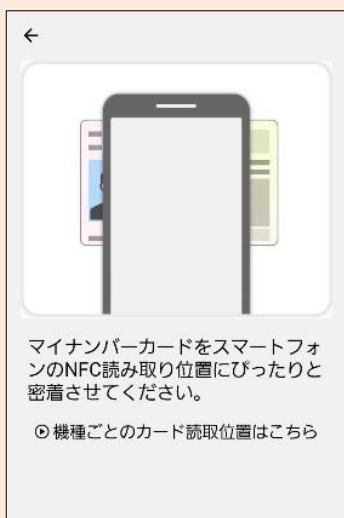 マイナンバーカードをスマートフォ
ンのNFC読み取り位置にぴったりと
密着させてください。
機種ごとのカード読取位置はこちら